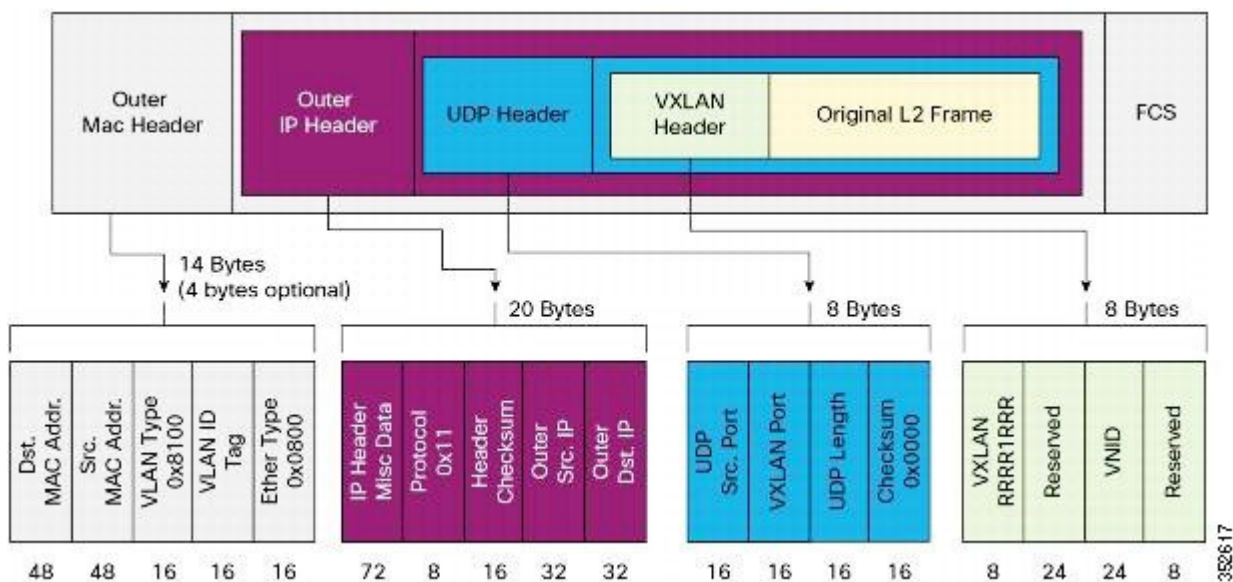 Outer
Mac Header
Outer
IP Header
UDP Header
VXLAN
Header
Original L2 Frame
FCS
14 Bytes
(4 bytes optional)
20 Bytes
8 Bytes
8 Bytes
Dst.
MAC Addr.
Src.
MAC Addr.
VLAN Type
0x8100
VLAN ID
Tag
Ether Type
0x0800
IP Header
Misc Data
Protocol
0x11
Header
Checksum
Outer
Src. IP
Outer
Dst. IP
UDP
Src. Port
VXLAN Port
UDP Length
Checksum
0x0000
VXLAN
RRRR1RRR
Reserved
VNID
Reserved
48 48 16 16 16
72 8 16 32 32
16 16 16 16
8 24 24 8
352617